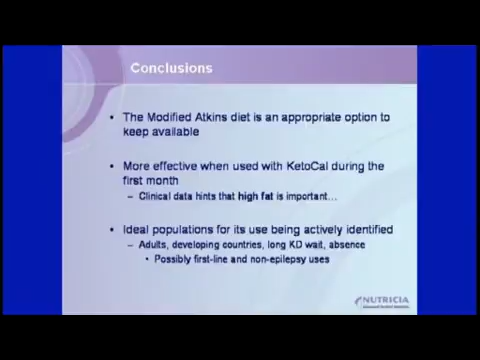 Conclusions
• The Modified Atkins diet is an appropriate option to
keep available
• More effective when used with KetoCal during the
first month
– Clinical data hints that high fat is important…
• Ideal populations for its use being actively identified
– Adults, developing countries, long KD wait, absence
• Possibly first-line and non-epilepsy uses
NUTRICIA